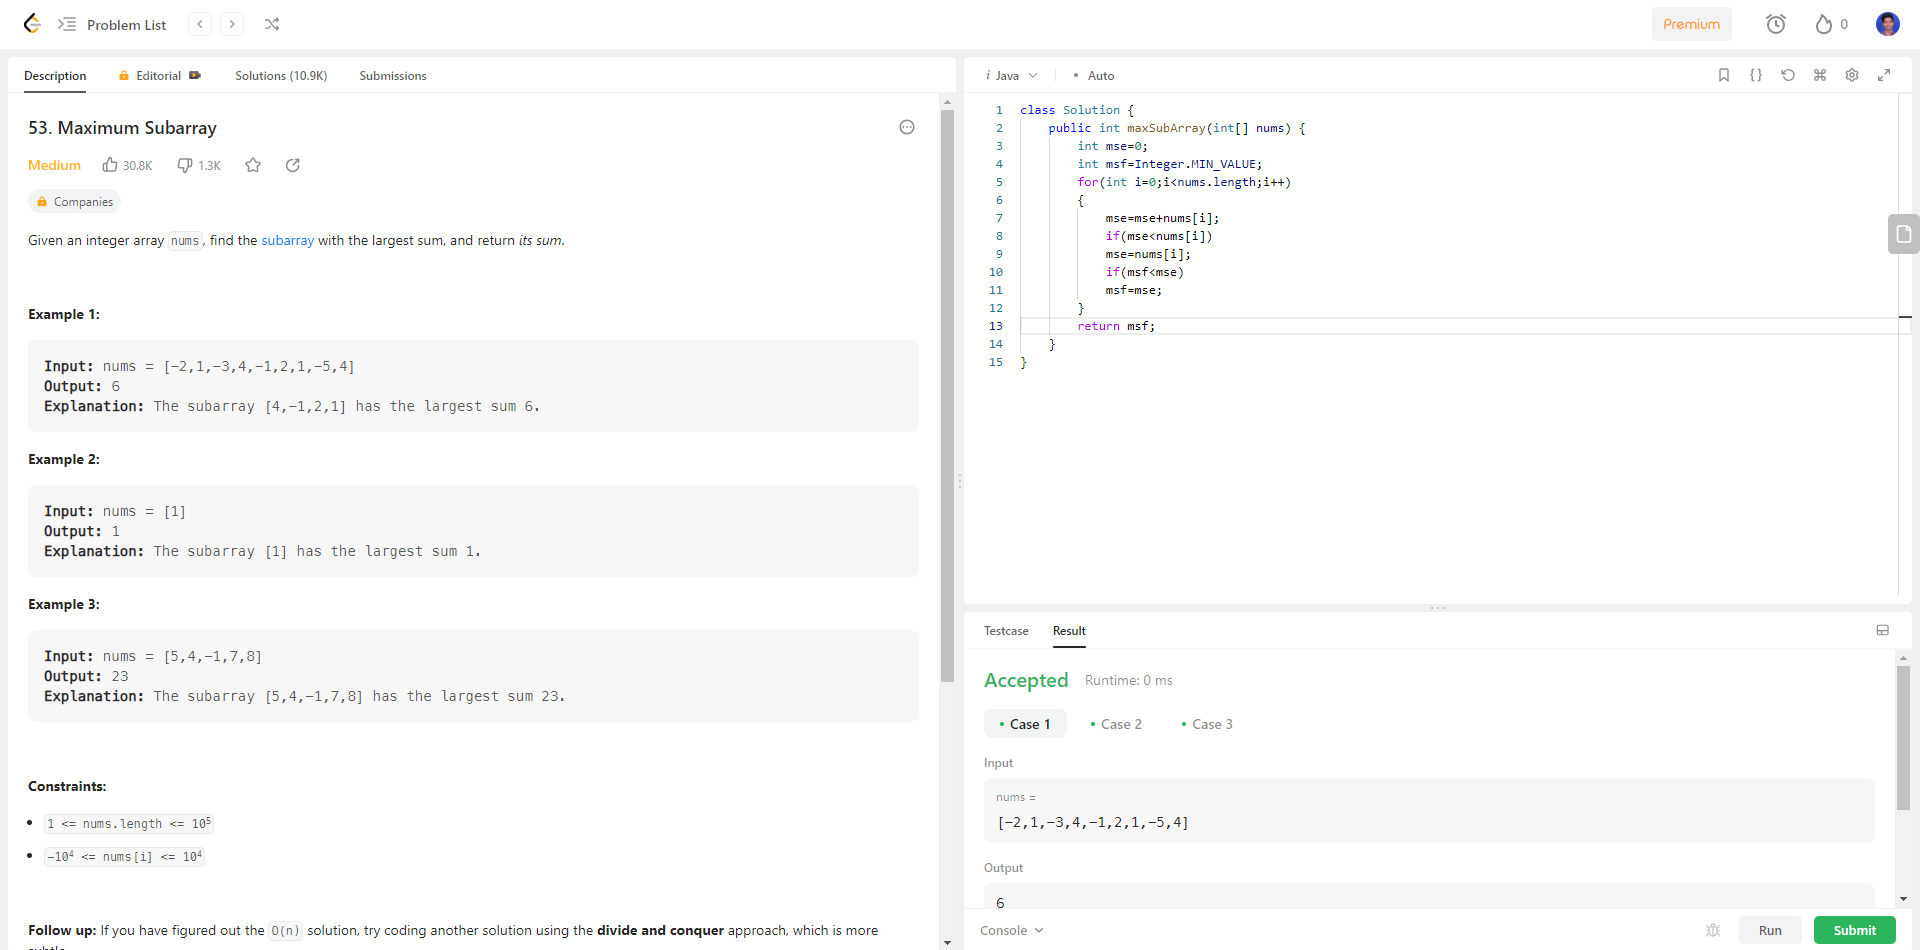 Problem List
Premium
0
Description
Editorial
Solutions (10.9K)
Submissions
53. Maximum Subarray
Medium
30.8K
1.3K
Companies
Given an integer array nums, find the subarray with the largest sum, and return its sum.
Example 1:
Input: nums = [-2,1,-3,4,-1,2,1,-5,4]
Output: 6
Explanation: The subarray [4,-1,2,1] has the largest sum 6.
Example 2:
Input: nums = [1]
Output: 1
Explanation: The subarray [1] has the largest sum 1.
Example 3:
Input: nums = [5,4,-1,7,8]
Output: 23
Explanation: The subarray [5,4,-1,7,8] has the largest sum 23.
Constraints:
• 1 <= nums.length <= 10⁵
• -10⁴ <= nums[i] <= 10⁴
Follow up: If you have figured out the O(n) solution, try coding another solution using the divide and conquer approach, which is more
i Java
• Auto
1 class Solution {
2 public int maxSubArray(int[] nums) {
3 int mse=0;
4 int msf=Integer.MIN_VALUE;
5 for(int i=0;i<nums.length;i++)
6 {
7 mse=mse+nums[i];
8 if(mse<nums[i])
9 mse=nums[i];
10 if(msf<mse)
11 msf=mse;
12 }
13 return msf;
14 }
15 }
Testcase
Result
Accepted
Runtime: 0 ms
• Case 1
• Case 2
• Case 3
Input
nums =
[-2,1,-3,4,-1,2,1,-5,4]
Output
6
Console
Run
Submit